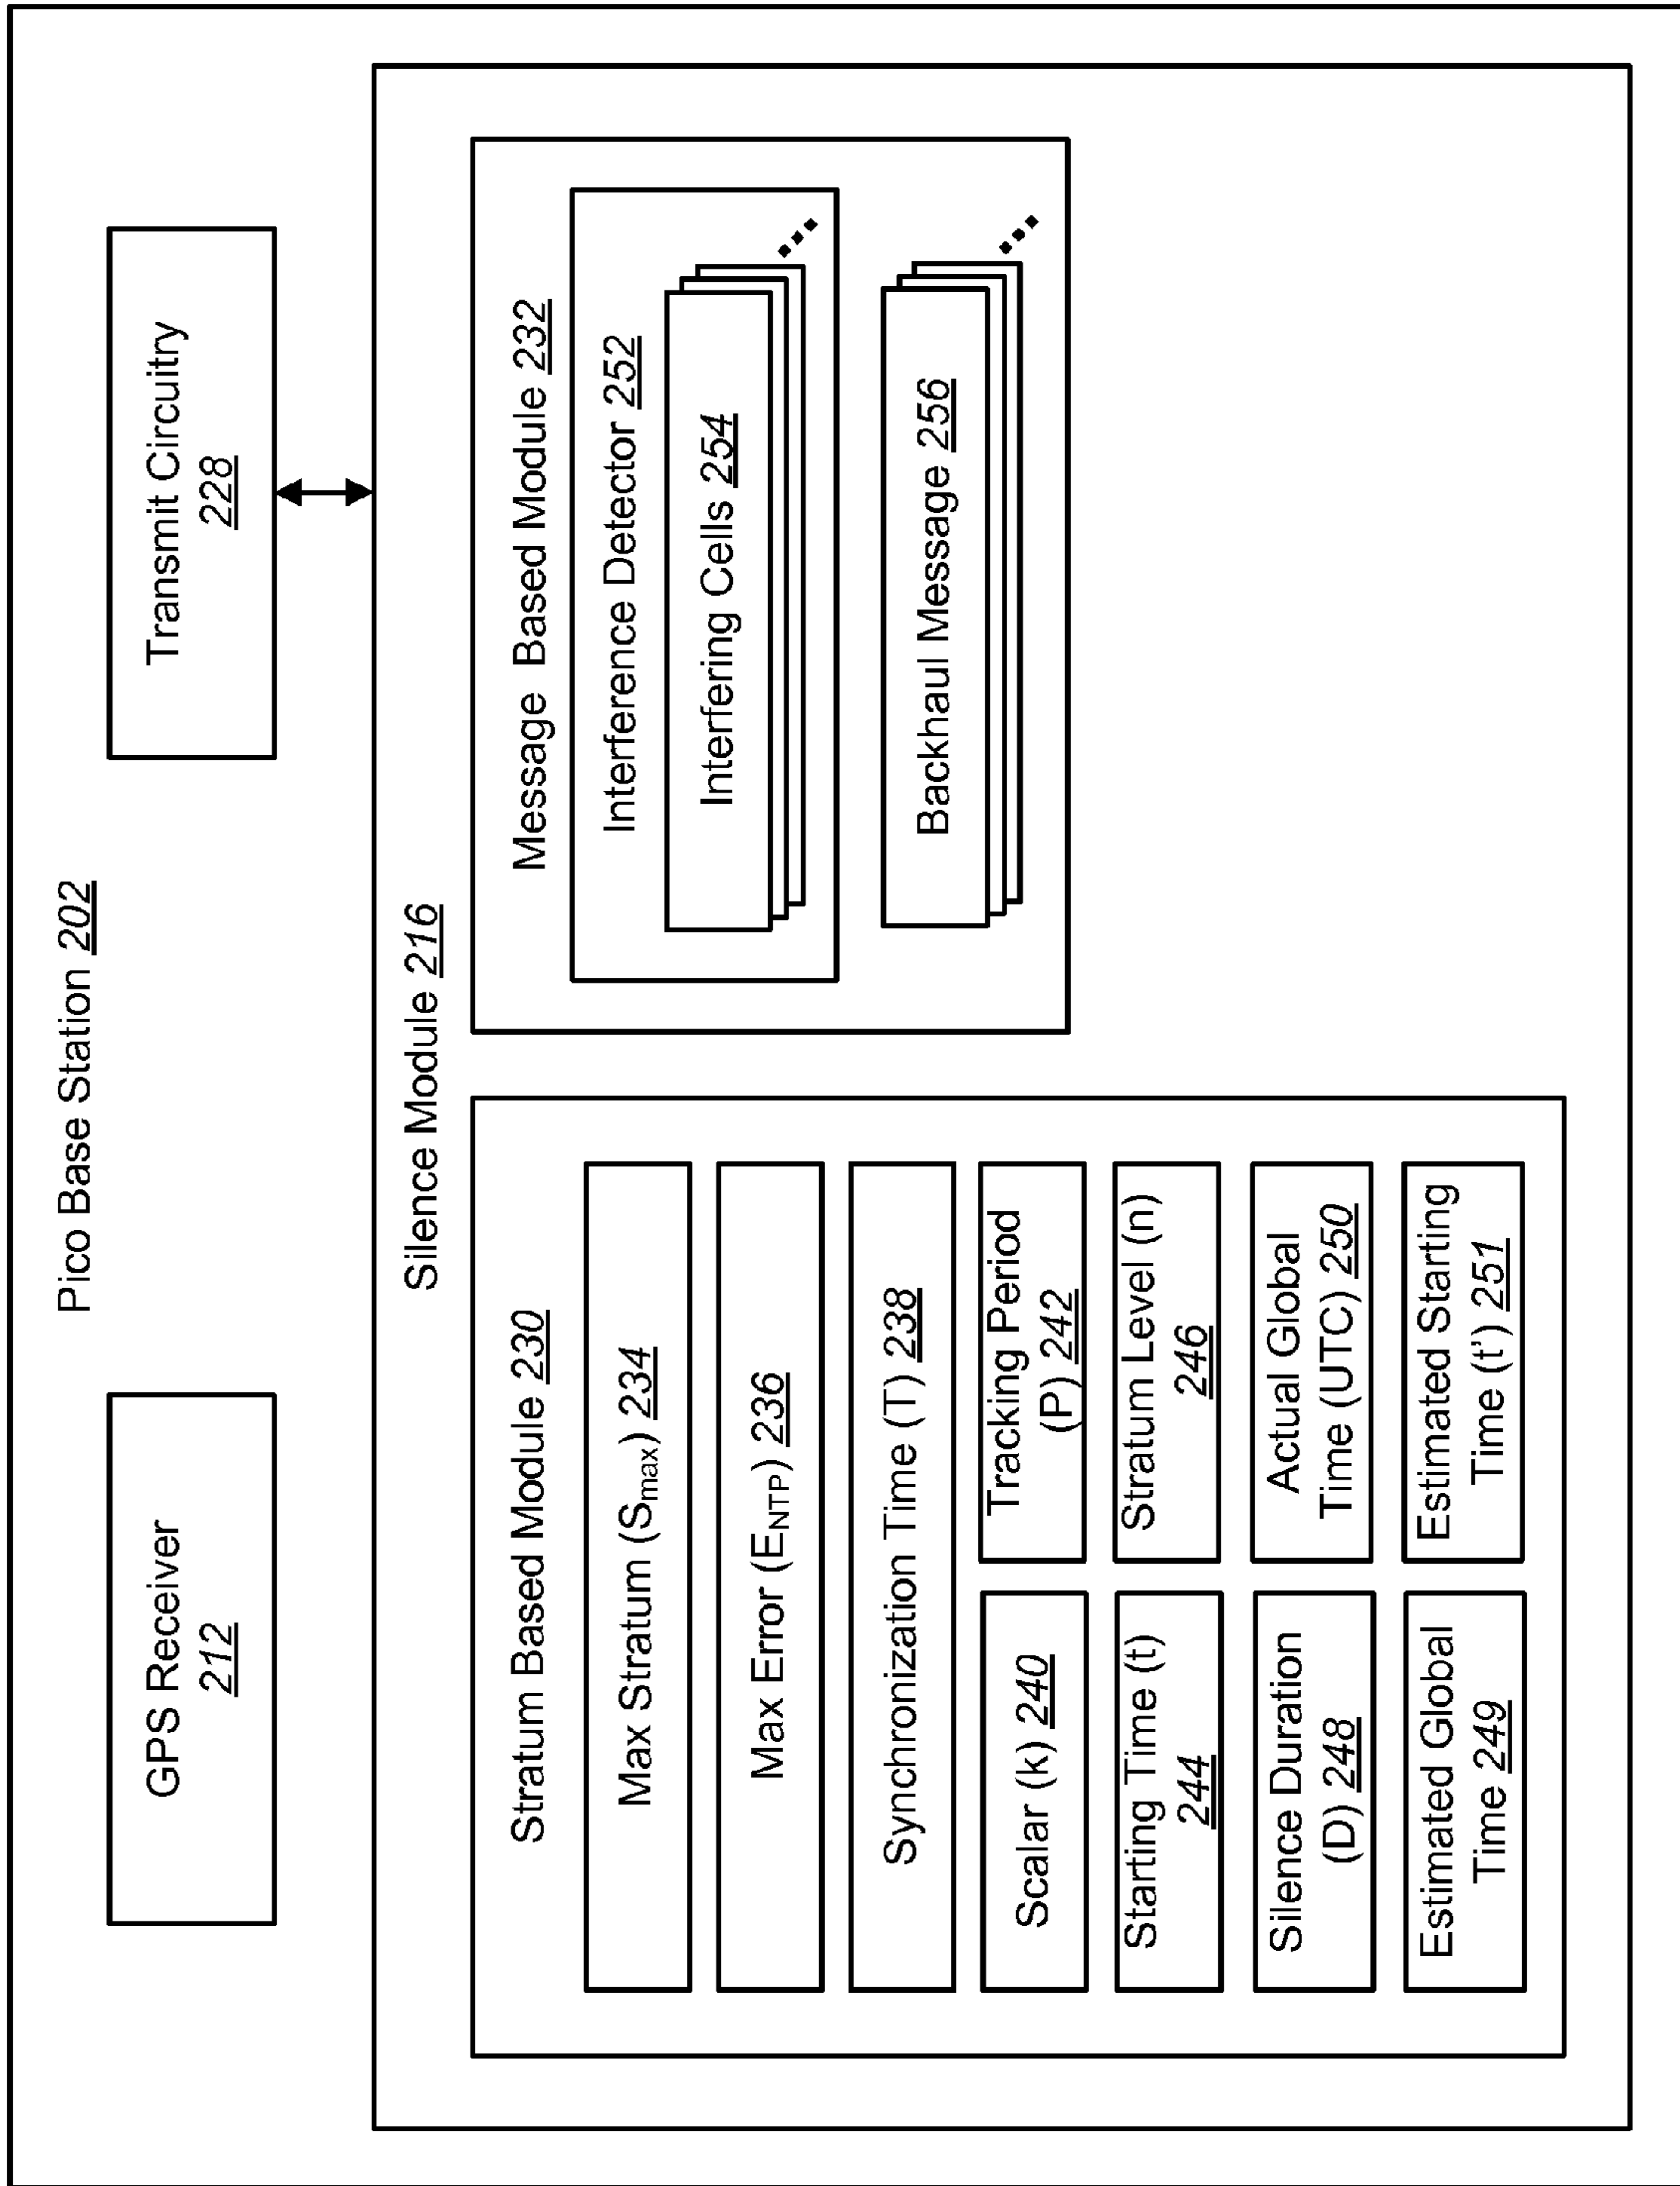 Pico Base Station 202
GPS Receiver
212
Transmit Circuitry
228
Silence Module 216
Stratum Based Module 230
Max Stratum (Smax) 234
Max Error (ENTP) 236
Synchronization Time (T) 238
Scalar (k) 240
Tracking Period
(P) 242
Starting Time (t)
244
Stratum Level (n)
246
Silence Duration
(D) 248
Actual Global
Time (UTC) 250
Estimated Global
Time 249
Estimated Starting
Time (t') 251
Message Based Module 232
Interference Detector 252
Interfering Cells 254
Backhaul Message 256